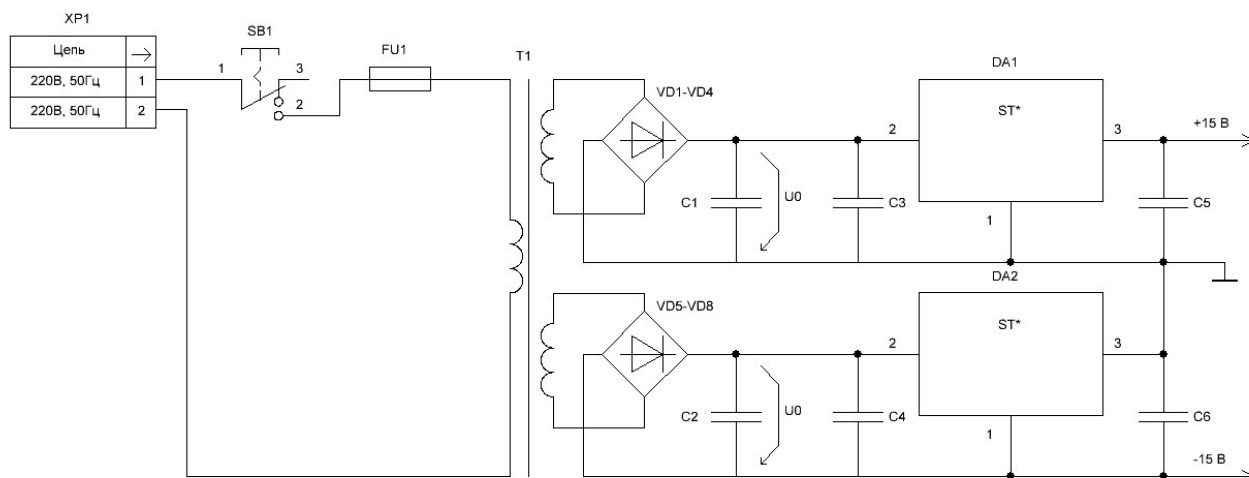 XP1
Цепь
220В, 50Гц 1
220В, 50Гц 2
SB1
1
3
2
FU1
T1
VD1-VD4
C1
U0
C3
DA1
ST*
2
3
1
+15 В
C5
VD5-VD8
C2
U0
C4
DA2
ST*
2
3
1
C6
-15 В